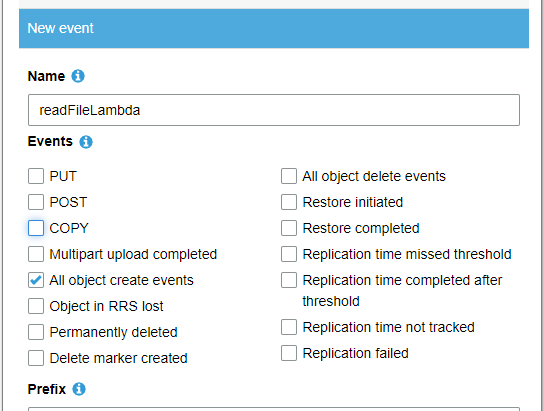 New event
Name
readFileLambda
Events
PUT
POST
COPY
Multipart upload completed
All object create events
Object in RRS lost
Permanently deleted
Delete marker created
All object delete events
Restore initiated
Restore completed
Replication time missed threshold
Replication time completed after
threshold
Replication time not tracked
Replication failed
Prefix